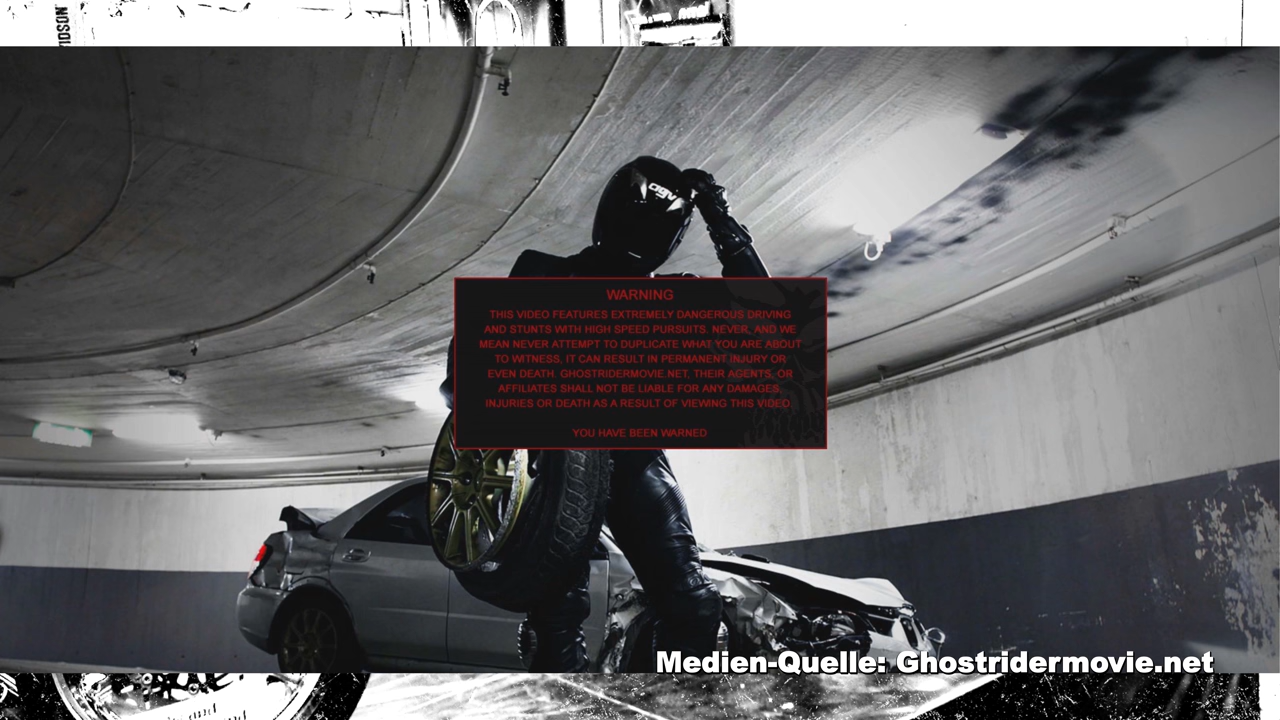 IDSON
agv
WARNING
THIS VIDEO FEATURES EXTREMELY DANGEROUS DRIVING
AND STUNTS WITH HIGH SPEED PURSUITS. NEVER, AND WE
MEAN NEVER ATTEMPT TO DUPLICATE WHAT YOU ARE ABOUT
TO WITNESS, IT CAN RESULT IN PERMANENT INJURY OR
EVEN DEATH. GHOSTRIDERMOVIE.NET, THEIR AGENTS, OR
AFFILIATES SHALL NOT BE LIABLE FOR ANY DAMAGES,
INJURIES OR DEATH AS A RESULT OF VIEWING THIS VIDEO.
YOU HAVE BEEN WARNED
Medien-Quelle: Ghostridermovie.net